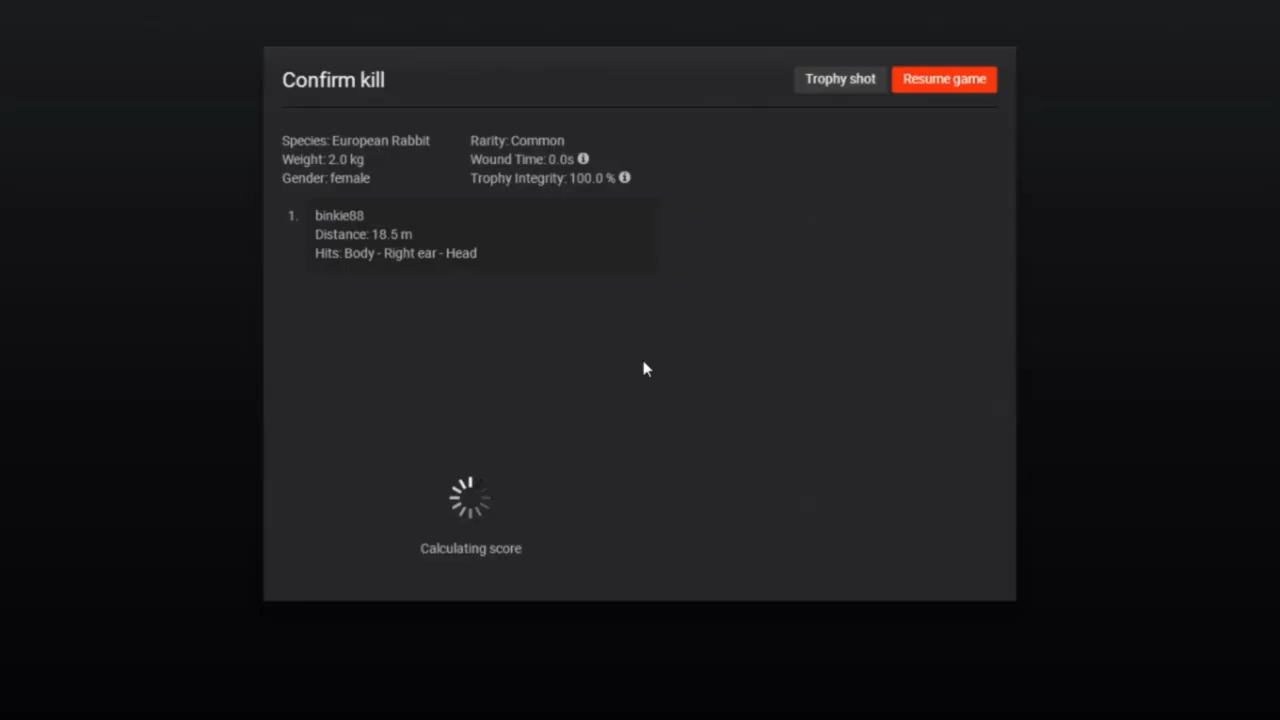 Confirm kill
Trophy shot
Resume game
Species: European Rabbit
Weight: 2.0 kg
Gender: female
Rarity: Common
Wound Time: 0.0s
Trophy Integrity: 100.0 %
1.
binkie88
Distance: 18.5 m
Hits: Body - Right ear - Head
Calculating score